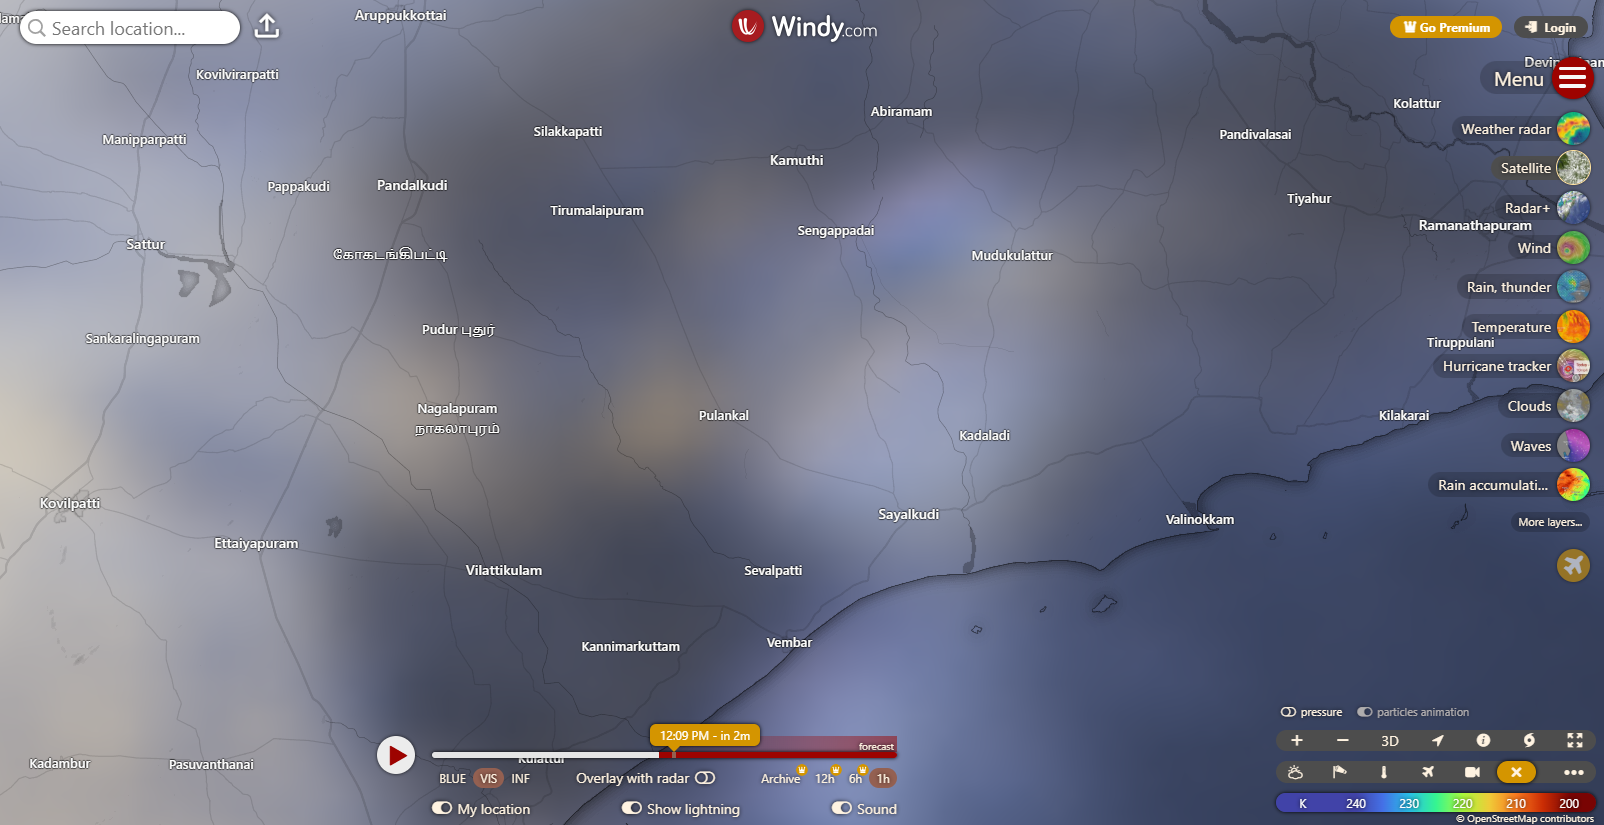 Aruppukkottai
Search location...
Windy.com
Go Premium
Login
Kovilvirarpatti
Menu
Kolattur
Abiramam
Silakkapatti
Weather radar
Pandivalasai
Manipparpatti
Kamuthi
Satellite
Pappakudi
Pandalkudi
Tiyahur
Tirumalaipuram
Radar+
Sengappadai
Ramanathapuram
Sattur
Wind
கோகடங்கிபட்டி
Mudukulattur
Rain, thunder
Pudur புதுர்
Temperature
Sankaralingapuram
Tiruppulani
Hurricane tracker
Nagalapuram
நாகலாபுரம்
Pulankal
Clouds
Kilakarai
Kadaladi
Waves
Rain accumulati...
Kovilpatti
Sayalkudi
Valinokkam
More layers...
Ettaiyapuram
Vilattikulam
Sevalpatti
Kannimarkuttam
Vembar
pressure
particles animation
12:09 PM - in 2m
forecast
+ − 3D
Kadambur
Pasuvanthanai
Kulattur
BLUE VIS INF
Overlay with radar
Archive 12h 6h 1h
My location
Show lightning
Sound
K 240 230 220 210 200
© OpenStreetMap contributors